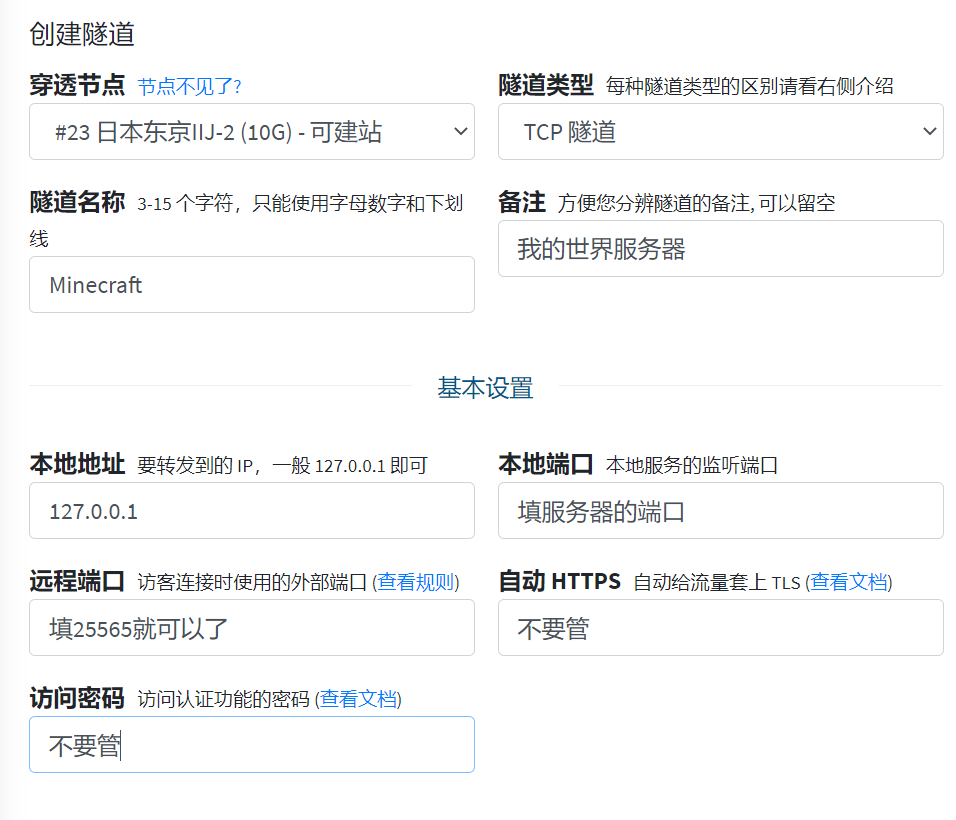 创建隧道
穿透节点 节点不见了?
#23 日本东京IIJ-2 (10G) - 可建站
隧道类型 每种隧道类型的区别请看右侧介绍
TCP 隧道
隧道名称 3-15 个字符，只能使用字母数字和下划
线
Minecraft
备注 方便您分辨隧道的备注, 可以留空
我的世界服务器
基本设置
本地地址 要转发到的 IP，一般 127.0.0.1 即可
127.0.0.1
本地端口 本地服务的监听端口
填服务器的端口
远程端口 访客连接时使用的外部端口 (查看规则)
填25565就可以了
自动 HTTPS 自动给流量套上 TLS (查看文档)
不要管
访问密码 访问认证功能的密码 (查看文档)
不要管